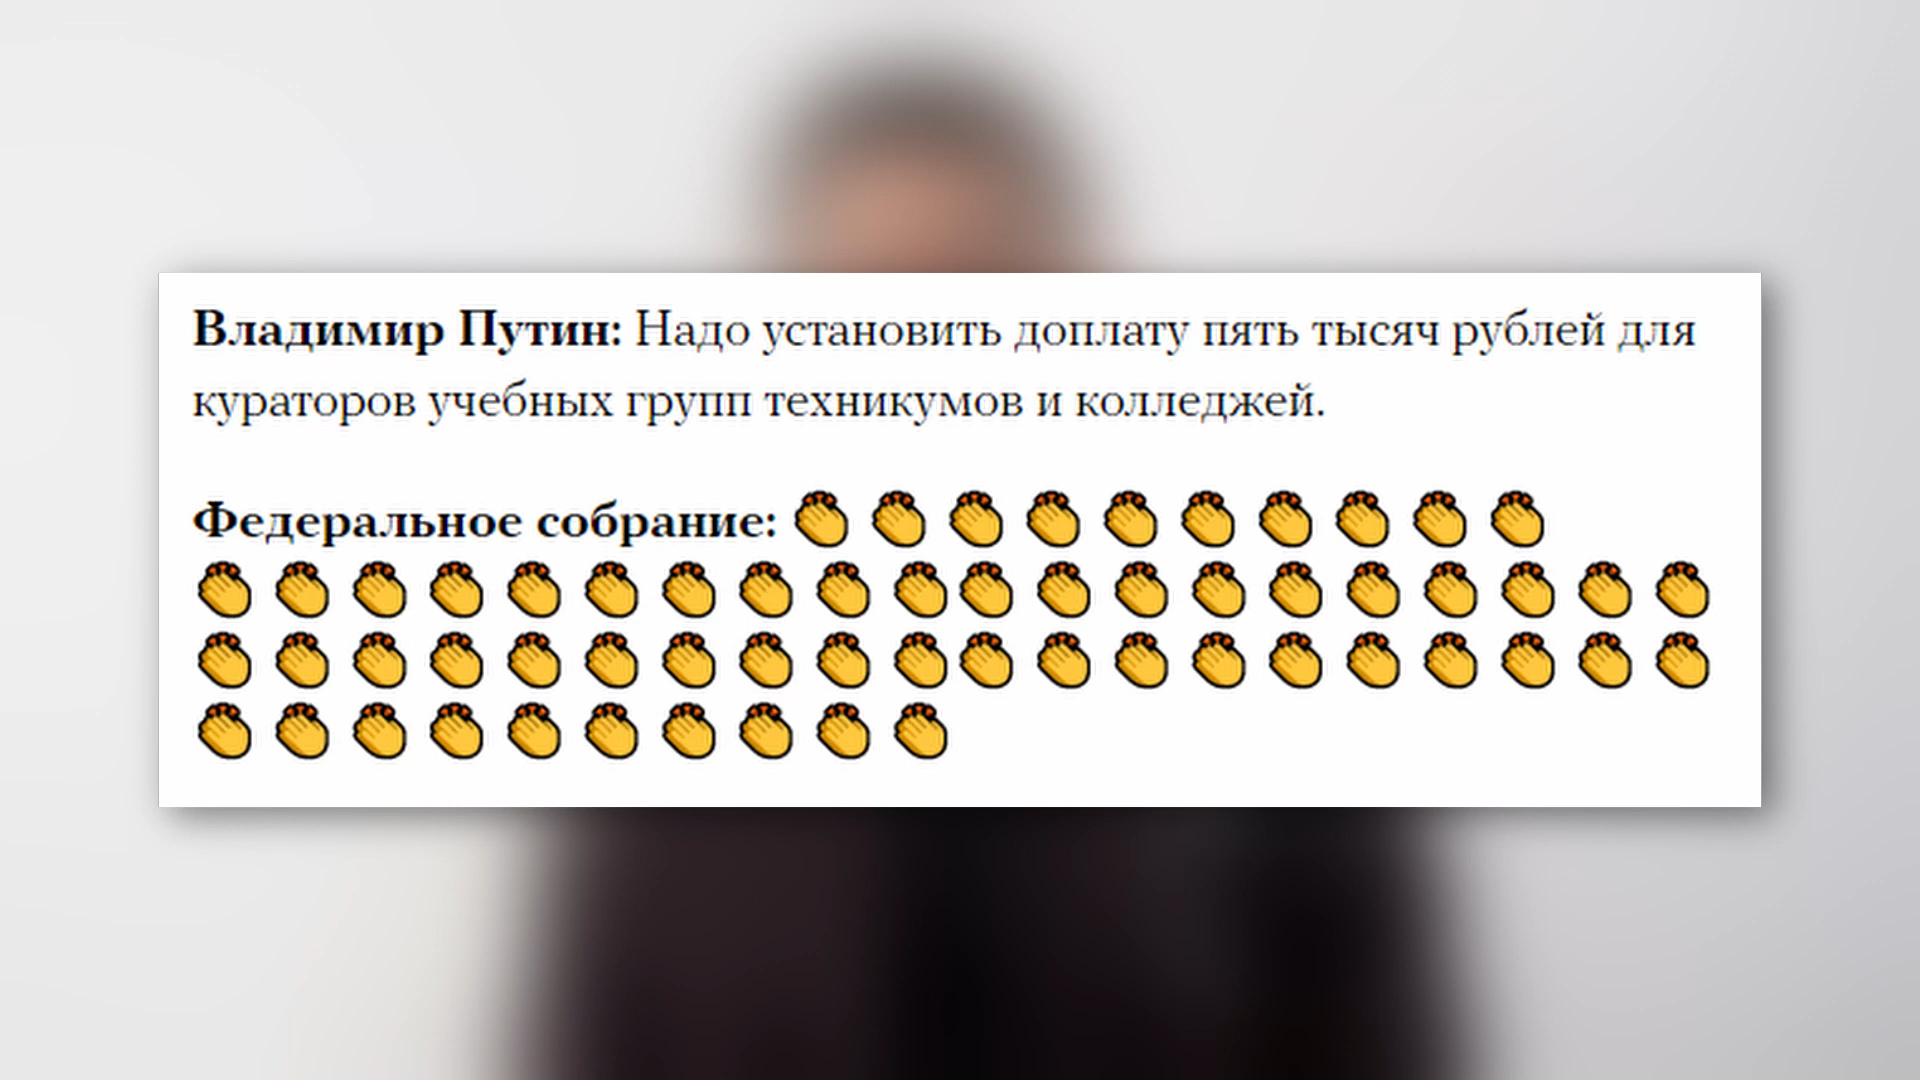 Владимир Путин: Надо установить доплату пять тысяч рублей для
кураторов учебных групп техникумов и колледжей.
Федеральное собрание: 👏 👏 👏 👏 👏 👏 👏 👏 👏 👏
👏 👏 👏 👏 👏 👏 👏 👏 👏 👏👏 👏 👏 👏 👏 👏 👏 👏 👏 👏
👏 👏 👏 👏 👏 👏 👏 👏 👏 👏👏 👏 👏 👏 👏 👏 👏 👏 👏 👏
👏 👏 👏 👏 👏 👏 👏 👏 👏 👏